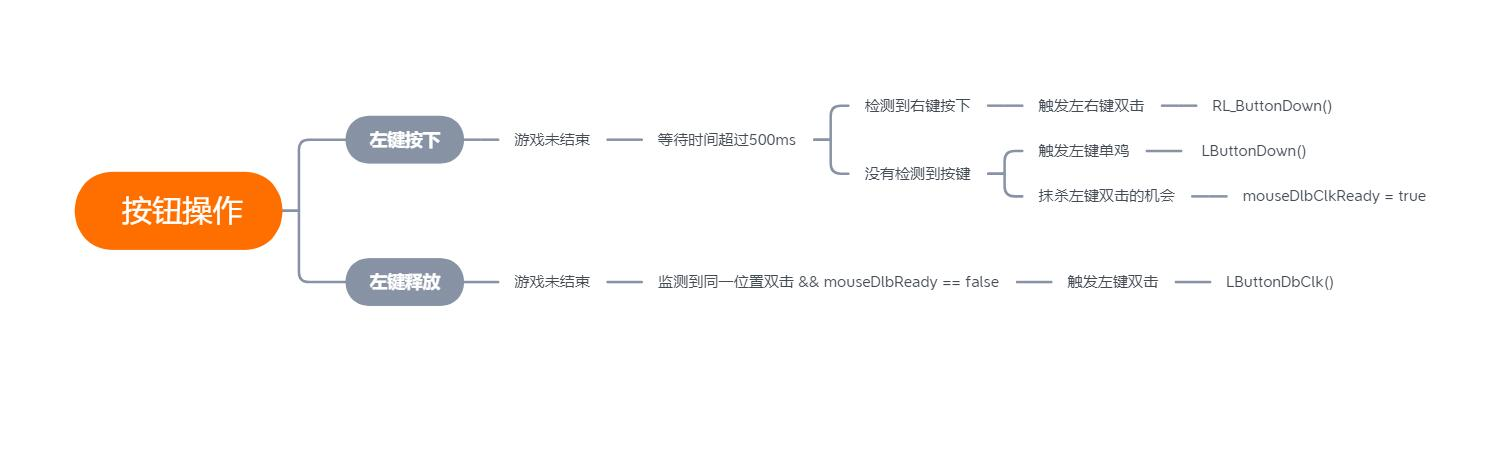 按钮操作
左键按下
游戏未结束
等待时间超过500ms
检测到右键按下
触发左右键双击
RL_ButtonDown()
没有检测到按键
触发左键单鸡
LButtonDown()
抹杀左键双击的机会
mouseDlbClkReady = true
左键释放
游戏未结束
监测到同一位置双击 && mouseDlbReady == false
触发左键双击
LButtonDbClk()